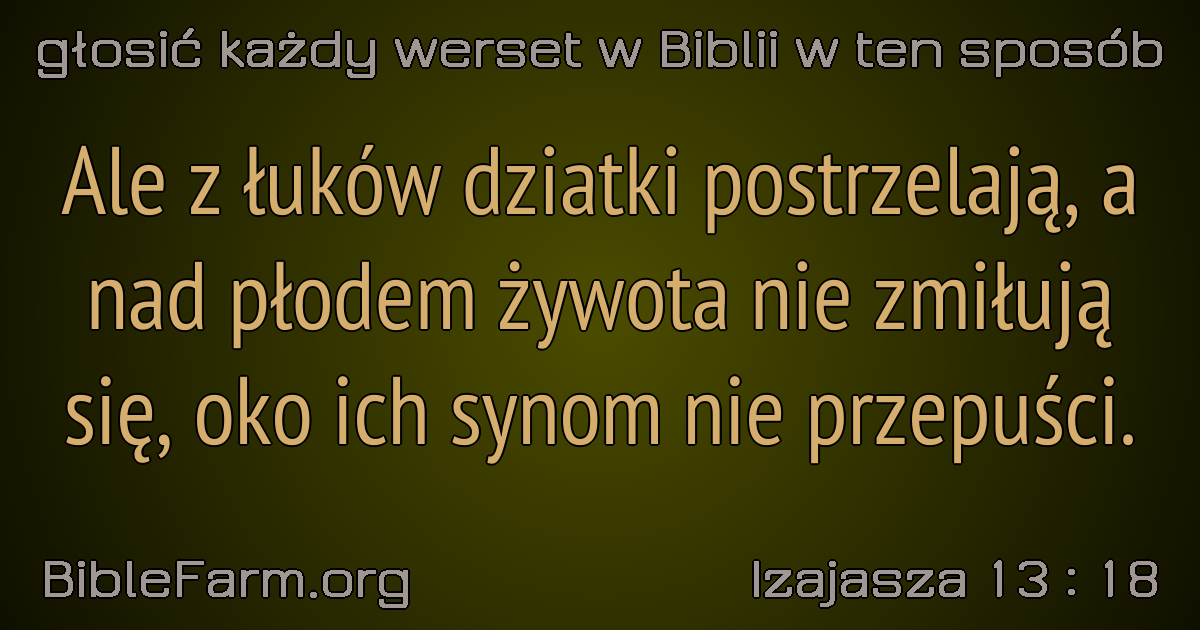 głosić każdy werset w Biblii w ten sposób
Ale z łuków dziatki postrzelają, a
nad płodem żywota nie zmiłują
się, oko ich synom nie przepuści.
BibleFarm.org
Izajasza 13 : 18